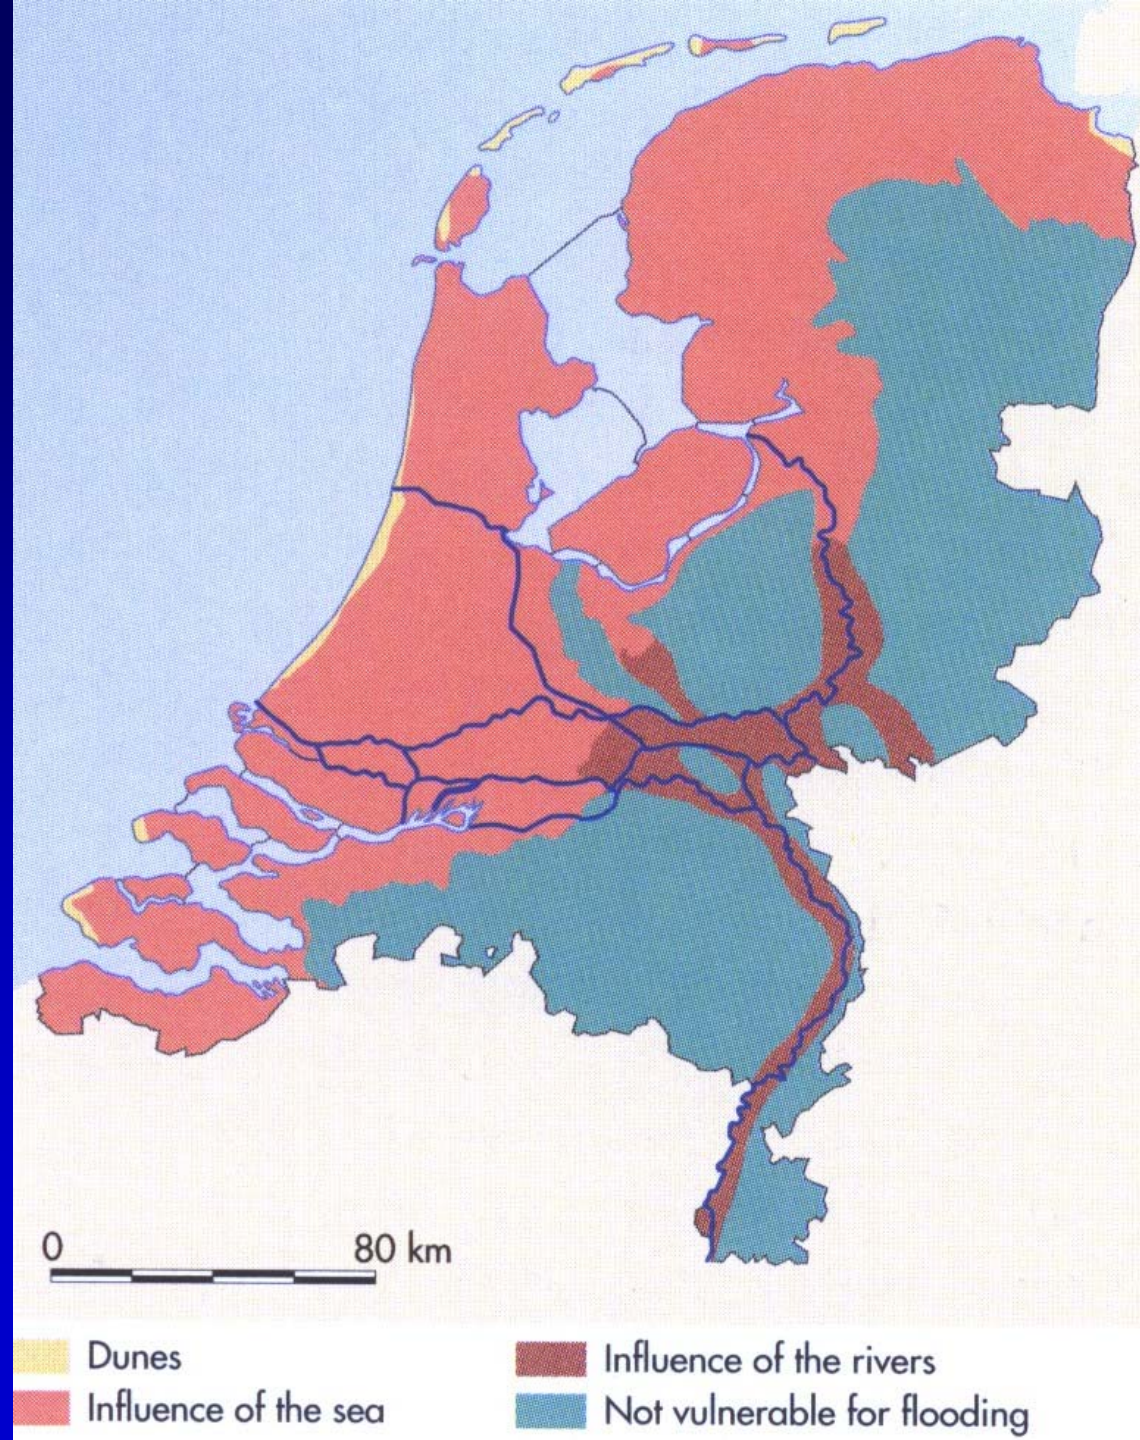 0 80 km
Dunes
Influence of the sea
Influence of the rivers
Not vulnerable for flooding